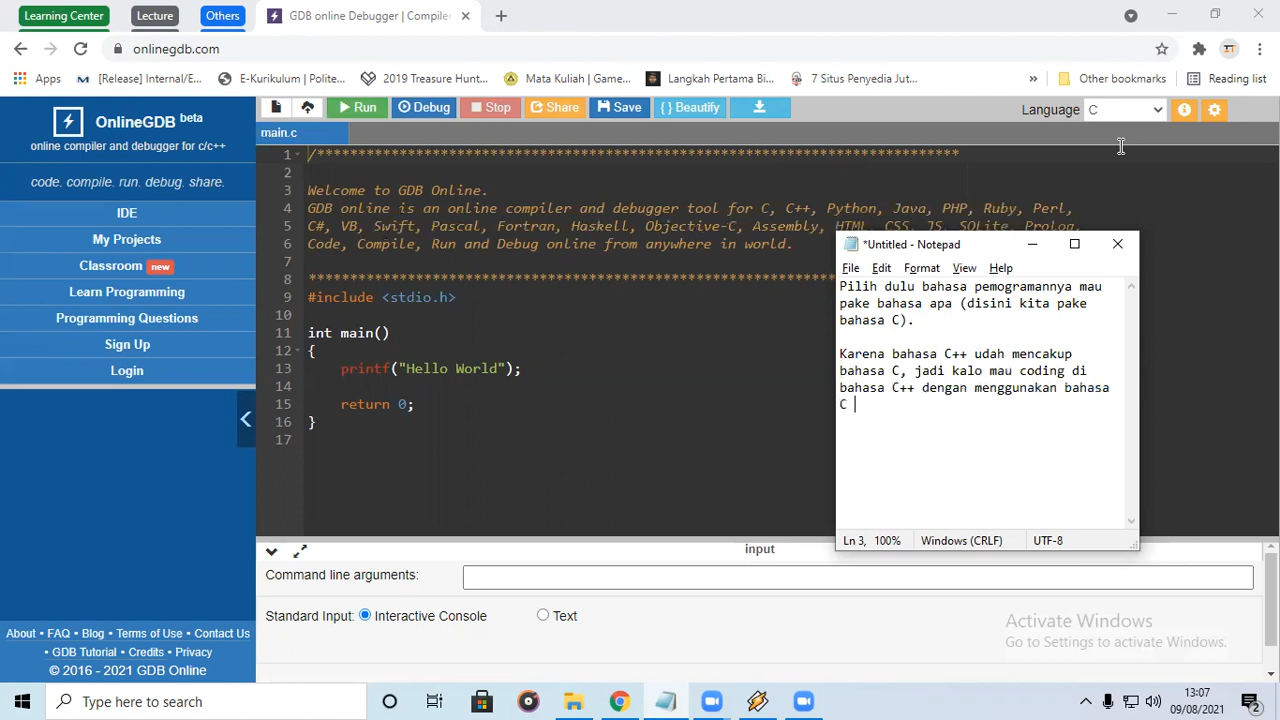 Learning Center
Lecture
Others
GDB online Debugger | Compiler
onlinegdb.com
Apps
[Release] Internal/E...
E-Kurikulum | Polite...
2019 Treasure Hunt...
Mata Kuliah | Game...
Langkah Pertama Bi...
7 Situs Penyedia Jut...
»
Other bookmarks
Reading list
OnlineGDB beta
online compiler and debugger for c/c++
code. compile. run. debug. share.
IDE
My Projects
Classroom new
Learn Programming
Programming Questions
Sign Up
Login
About • FAQ • Blog • Terms of Use • Contact Us
• GDB Tutorial • Credits • Privacy
© 2016 - 2021 GDB Online
Run
Debug
Stop
Share
Save
{ } Beautify
Language C
main.c
1 /******************************************************************************
2
3 Welcome to GDB Online.
4 GDB online is an online compiler and debugger tool for C, C++, Python, Java, PHP, Ruby, Perl,
5 C#, VB, Swift, Pascal, Fortran, Haskell, Objective-C, Assembly, HTML, CSS, JS, SQLite, Prolog.
6 Code, Compile, Run and Debug online from anywhere in world.
7
8 *******************************************************************************
9 #include <stdio.h>
10
11 int main()
12 {
13     printf("Hello World");
14
15     return 0;
16 }
17
*Untitled - Notepad
File Edit Format View Help
Pilih dulu bahasa pemogramannya mau
pake bahasa apa (disini kita pake
bahasa C).
Karena bahasa C++ udah mencakup
bahasa C, jadi kalo mau coding di
bahasa C++ dengan menggunakan bahasa
C
Ln 3, 100% Windows (CRLF) UTF-8
input
Command line arguments:
Standard Input: Interactive Console Text
Activate Windows
Go to Settings to activate Windows.
Type here to search
13:07
09/08/2021
2